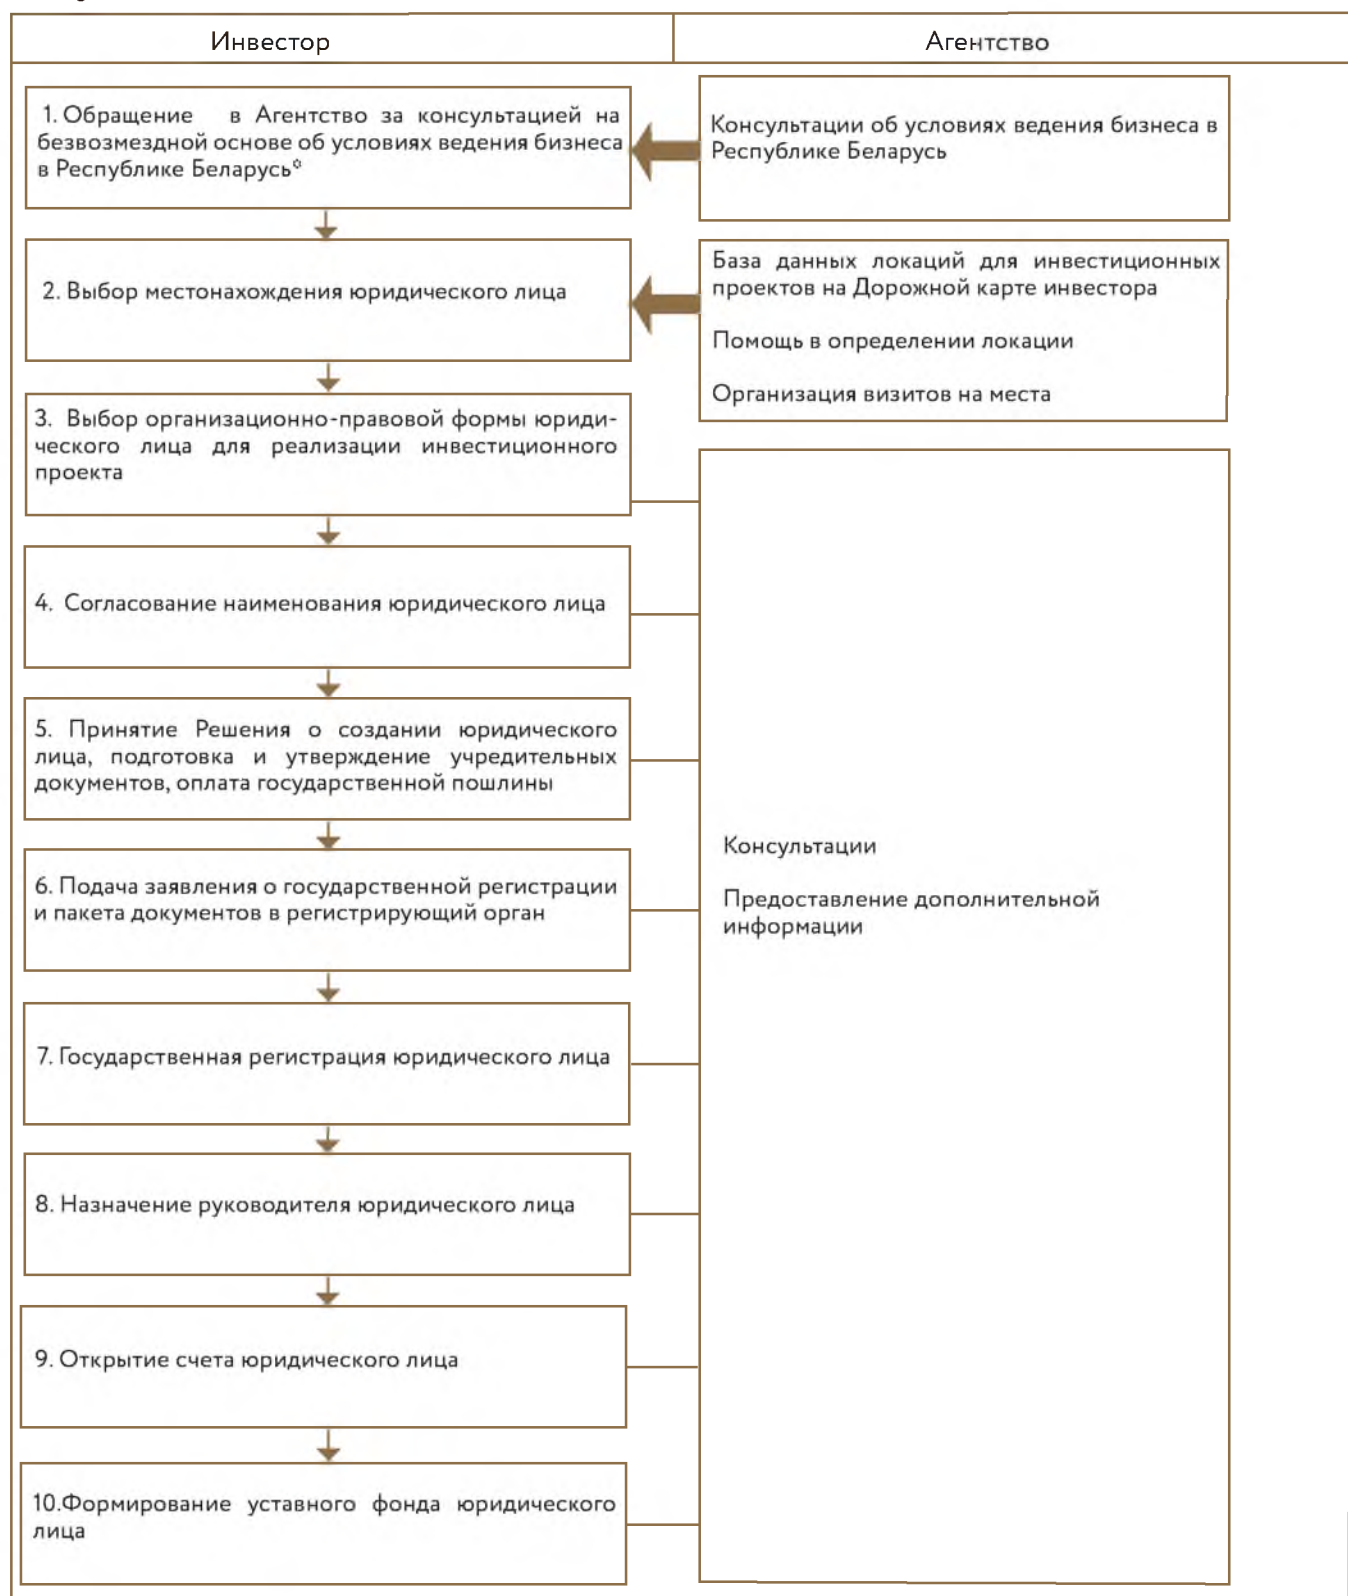 Инвестор
Агентство
1. Обращение в Агентство за консультацией на
безвозмездной основе об условиях ведения бизнеса
в Республике Беларусь*
Консультации об условиях ведения бизнеса в
Республике Беларусь
2. Выбор местонахождения юридического лица
База данных локаций для инвестиционных
проектов на Дорожной карте инвестора
Помощь в определении локации
Организация визитов на места
3. Выбор организационно-правовой формы юриди-
ческого лица для реализации инвестиционного
проекта
4. Согласование наименования юридического лица
5. Принятие Решения о создании юридического
лица, подготовка и утверждение учредительных
документов, оплата государственной пошлины
6. Подача заявления о государственной регистрации
и пакета документов в регистрирующий орган
7. Государственная регистрация юридического лица
8. Назначение руководителя юридического лица
9. Открытие счета юридического лица
10.Формирование уставного фонда юридического
лица
Консультации
Предоставление дополнительной
информации